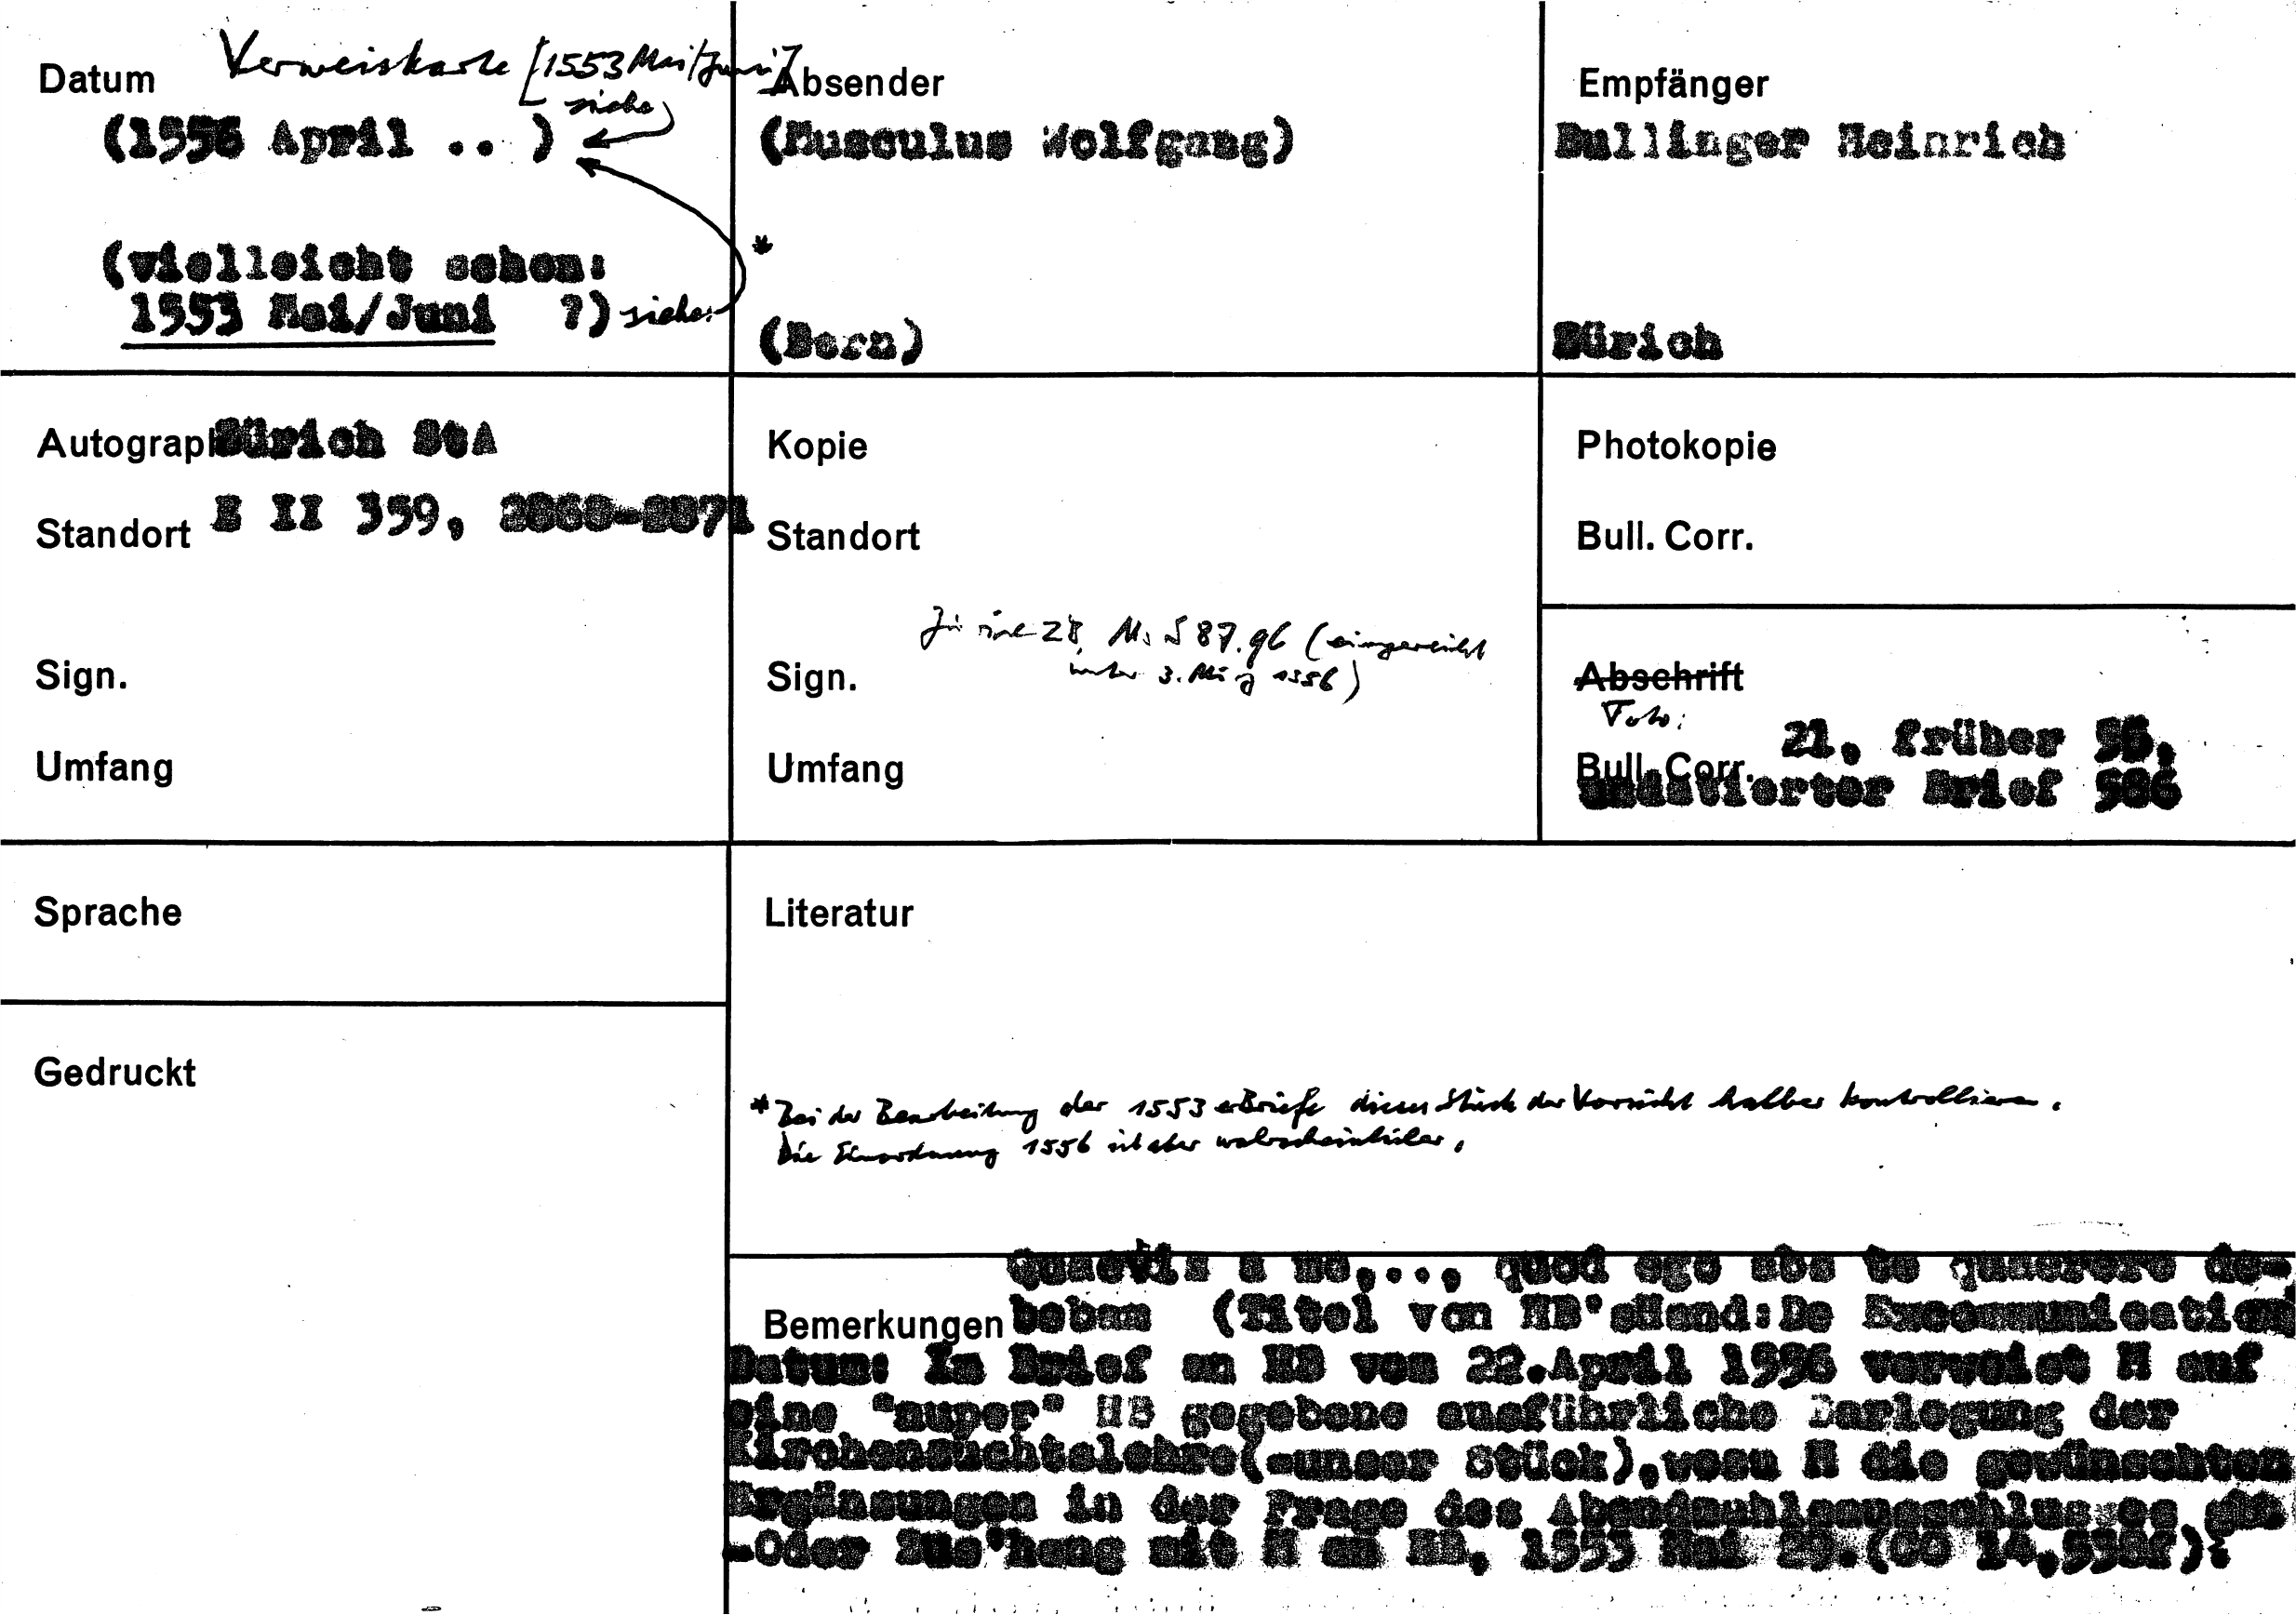 Datum
Verweiskarte [1553 Mai/Juni]
siehe
(1556 April .. )
(vielleicht schon:
1553 Mai/Juni ?) siehe:
Absender
(Musculus Wolfgang)
*
(Bern)
Empfänger
Bullinger Heinrich
Zürich
Autograph Zürich StA
Standort E II 359, 2868-2871
Sign.
Umfang
Kopie
Standort
Sign. Zürich ZB, Ms S 87.96 (eingereiht
unter 3. März 1556)
Umfang
Photokopie
Bull. Corr.
Abschrift
Foto:
Bull. Corr. 21, früher 56,
undatierter Brief 586
Sprache
Literatur
* Bei der Bearbeitung der 1553 er Briefe dieses Stück der Vorsicht halber kontrollieren.
Die Einordnung 1556 ist aber wahrscheinlicher.
Gedruckt
Bemerkungen
Quaevis a me,..., quod ego abs te quaerere de-
bebam (Titel von HB's Hand: De Excommunication
Datum: Im Brief an HB vom 22.April 1556 verweist M auf
eine "nuper" HB gegebene ausführliche Darlegung der
Kirchenzuchtslehre(=unser Stück),wozu M die gewünschten
Ergänzungen in der Frage des Abendmahlsausschlusses gibt
-Oder Zus'hang mit M an HB, 1553 Mai 29.(CO 14,538f)?